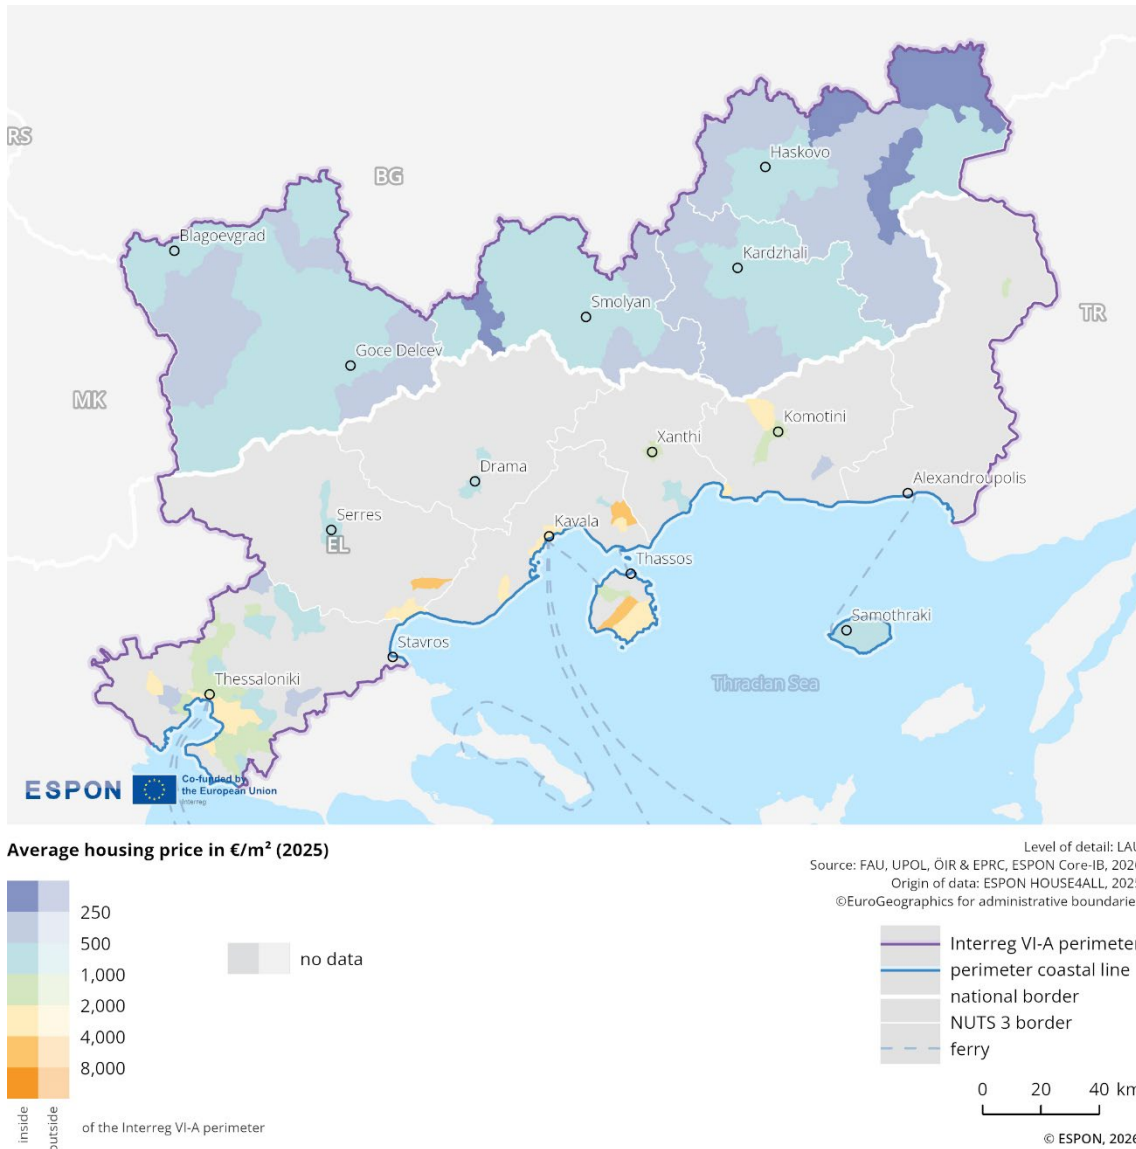 RS
BG
Haskovo
Blagoevgrad
Kardzhali
Smolyan
TR
Goce Delcev
MK
Komotini
Xanthi
Drama
Alexandroupolis
Serres
Kavala
EL
Thassos
Samothraki
Stavros
Thessaloniki
Thracian Sea
ESPON
Co-funded by
the European Union
Interreg
Average housing price in €/m² (2025)
250
500
1,000
2,000
4,000
8,000
no data
inside
outside
of the Interreg VI-A perimeter
Level of detail: LAU
Source: FAU, UPOL, ÖIR & EPRC, ESPON Core-IB, 2026
Origin of data: ESPON HOUSE4ALL, 2025
©EuroGeographics for administrative boundarie
Interreg VI-A perimeter
perimeter coastal line
national border
NUTS 3 border
ferry
0 20 40 km
© ESPON, 2026